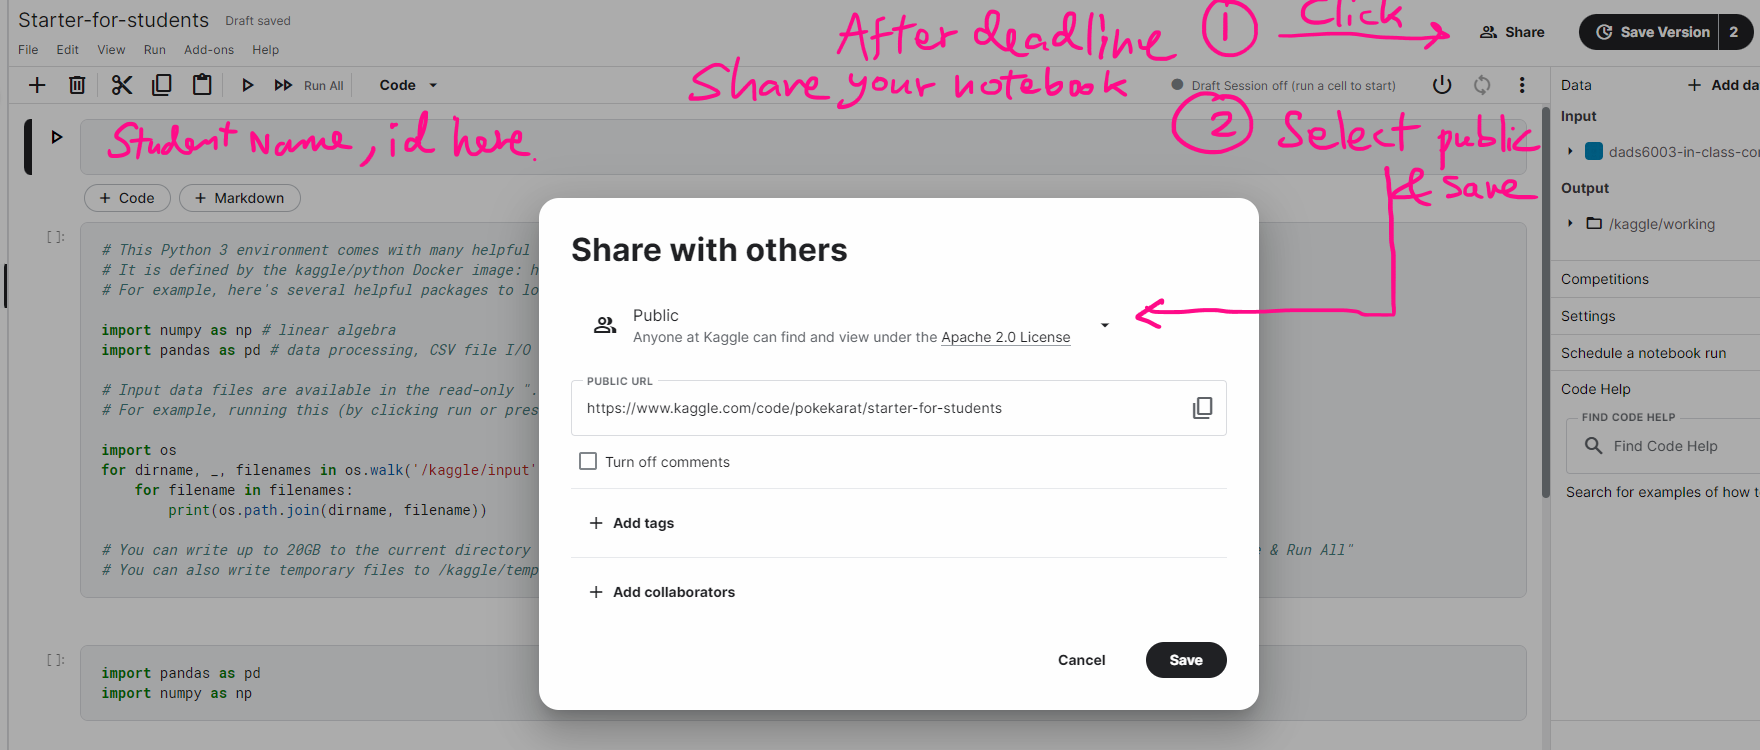 Starter-for-students Draft saved
File Edit View Run Add-ons Help
After deadline ① Click
Share your notebook
Share
Save Version 2
Run All Code
Draft Session off (run a cell to start)
② Select public
& save
Student Name, id here.
+ Code + Markdown
[ ]:
# This Python 3 environment comes with many helpful
# It is defined by the kaggle/python Docker image: h
# For example, here's several helpful packages to lo
import numpy as np # linear algebra
import pandas as pd # data processing, CSV file I/O
# Input data files are available in the read-only ".
# For example, running this (by clicking run or pres
import os
for dirname, _, filenames in os.walk('/kaggle/input'
for filename in filenames:
print(os.path.join(dirname, filename))
# You can write up to 20GB to the current directory & Run All"
# You can also write temporary files to /kaggle/temp
[ ]:
import pandas as pd
import numpy as np
Share with others
Public
Anyone at Kaggle can find and view under the Apache 2.0 License
PUBLIC URL
https://www.kaggle.com/code/pokekarat/starter-for-students
Turn off comments
+ Add tags
+ Add collaborators
Cancel Save
Data + Add da
Input
dads6003-in-class-co
Output
/kaggle/working
Competitions
Settings
Schedule a notebook run
Code Help
FIND CODE HELP
Find Code Help
Search for examples of how t